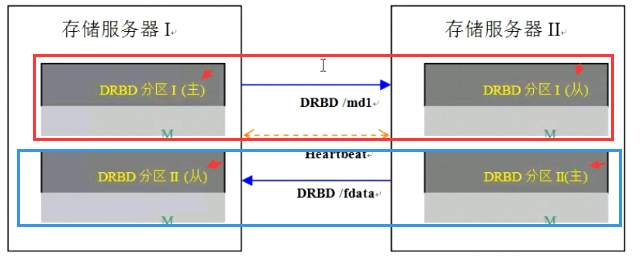 存储服务器 I
存储服务器 II
DRBD 分区 I (主)
DRBD 分区 I (从)
DRBD /md1
M
M
Heartbeat
DRBD 分区 II (从)
DRBD 分区 II(主)
DRBD /fdata
M
M